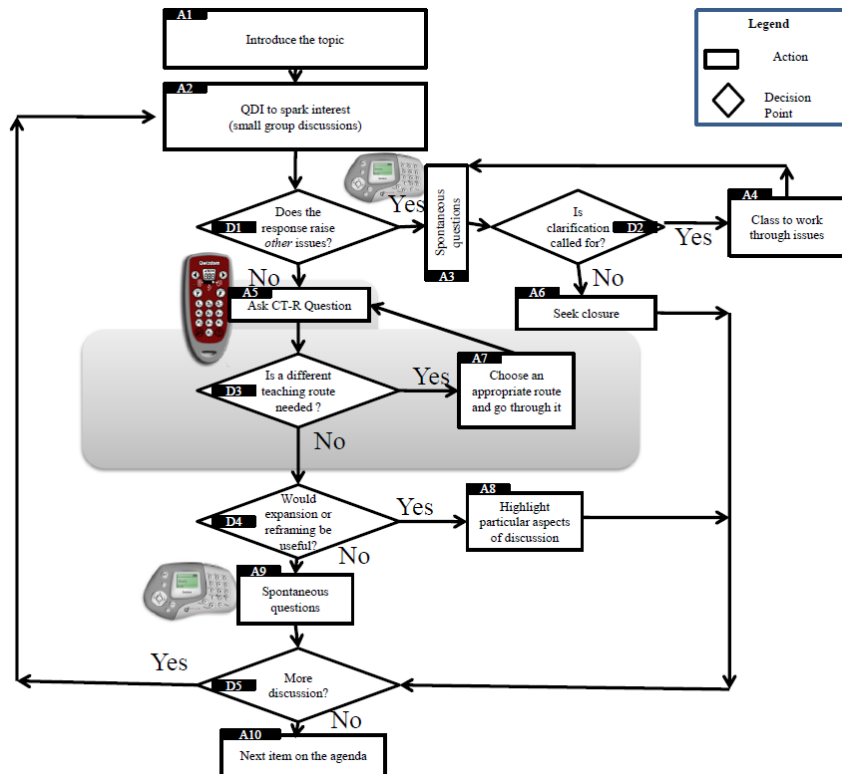 A1
Introduce the topic
Legend
Action
Decision
Point
A2
QDI to spark interest
(small group discussions)
Does the
response raise
other issues?
D1
Yes
Spontaneous
questions
A3
Is
clarification
called for?
D2
Yes
A4
Class to work
through issues
No
A5
Ask CT-R Question
No
A6
Seek closure
Is a different
teaching route
needed ?
D3
Yes
A7
Choose an
appropriate route
and go through it
No
Would
expansion or
reframing be
useful?
D4
Yes
A8
Highlight
particular aspects
of discussion
No
A9
Spontaneous
questions
More
discussion?
D5
Yes
No
A10
Next item on the agenda